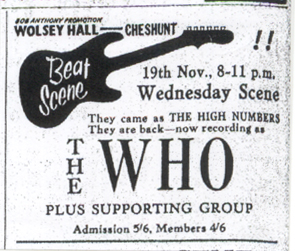 BOB ANTHONY PROMOTION
WOLSEY HALL — CHESHUNT
Beat Scene !!
19th Nov., 8-11 p.m.
Wednesday Scene
They came as THE HIGH NUMBERS
They are back—now recording as
THE WHO
PLUS SUPPORTING GROUP
Admission 5/6, Members 4/6